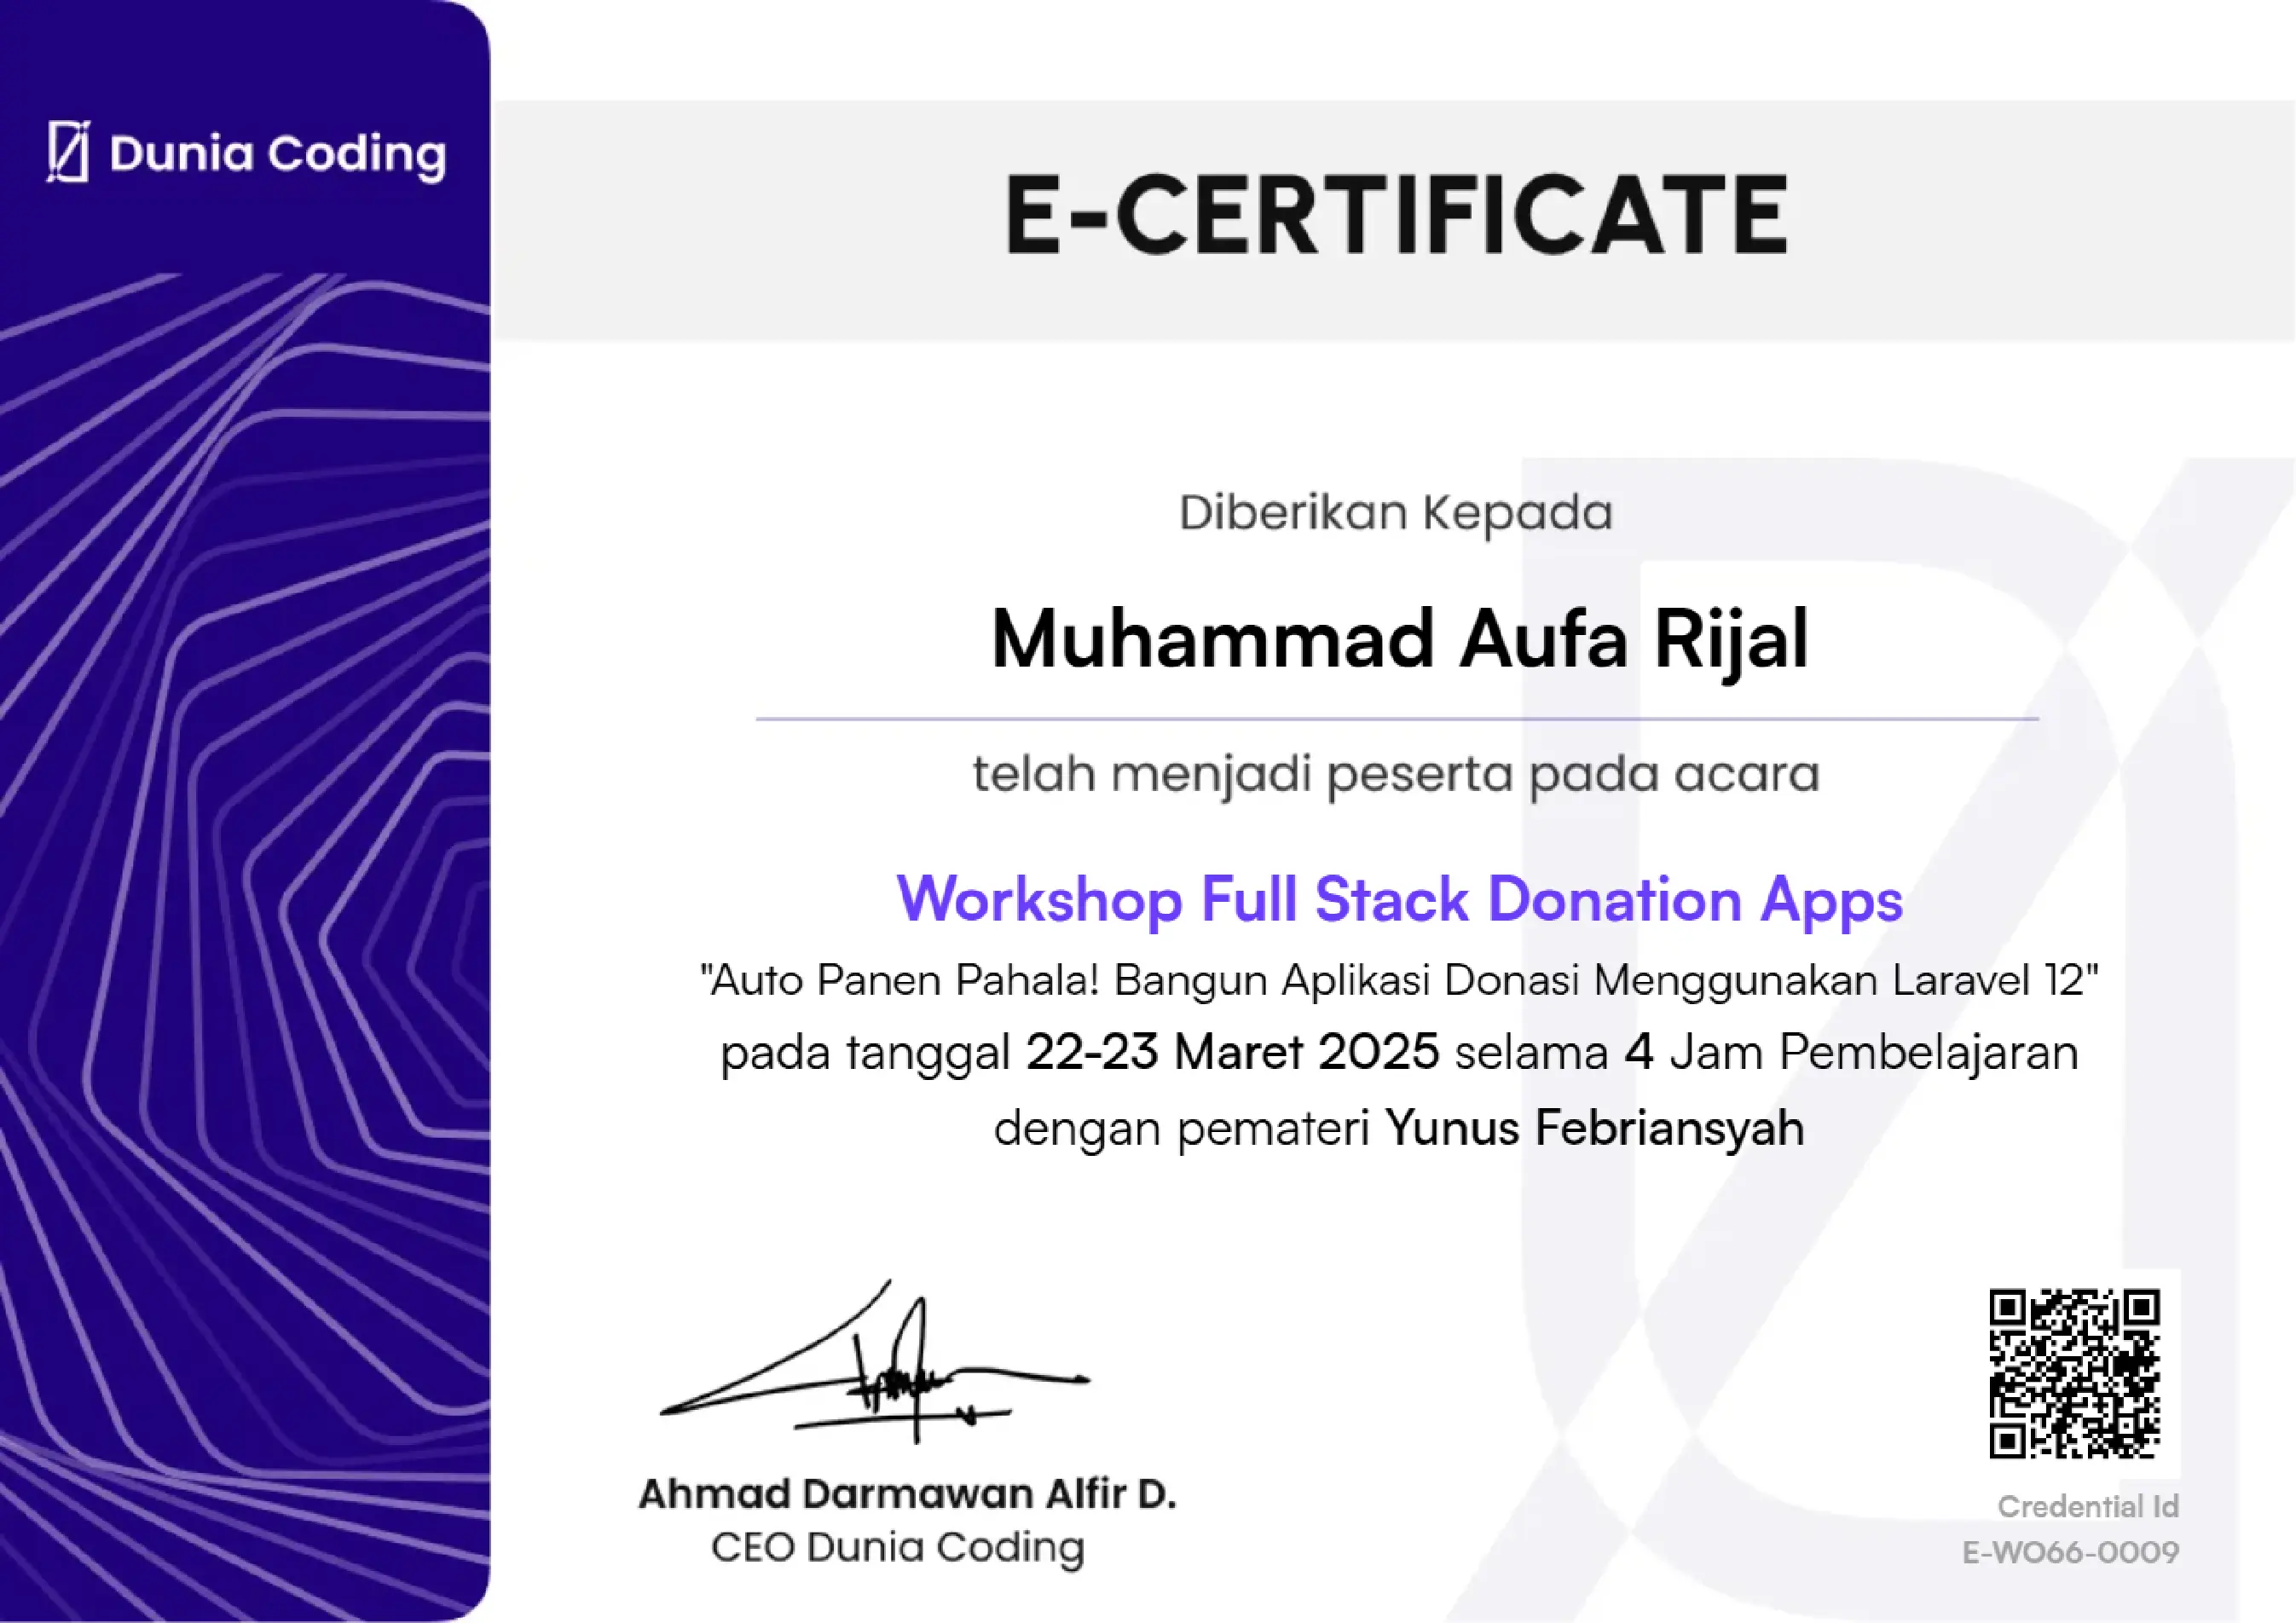 Dunia Coding
E-CERTIFICATE
Diberikan Kepada
Muhammad Aufa Rijal
telah menjadi peserta pada acara
Workshop Full Stack Donation Apps
"Auto Panen Pahala! Bangun Aplikasi Donasi Menggunakan Laravel 12"
pada tanggal 22-23 Maret 2025 selama 4 Jam Pembelajaran
dengan pemateri Yunus Febriansyah
Ahmad Darmawan Alfir D.
CEO Dunia Coding
Credential Id
E-WO66-0009